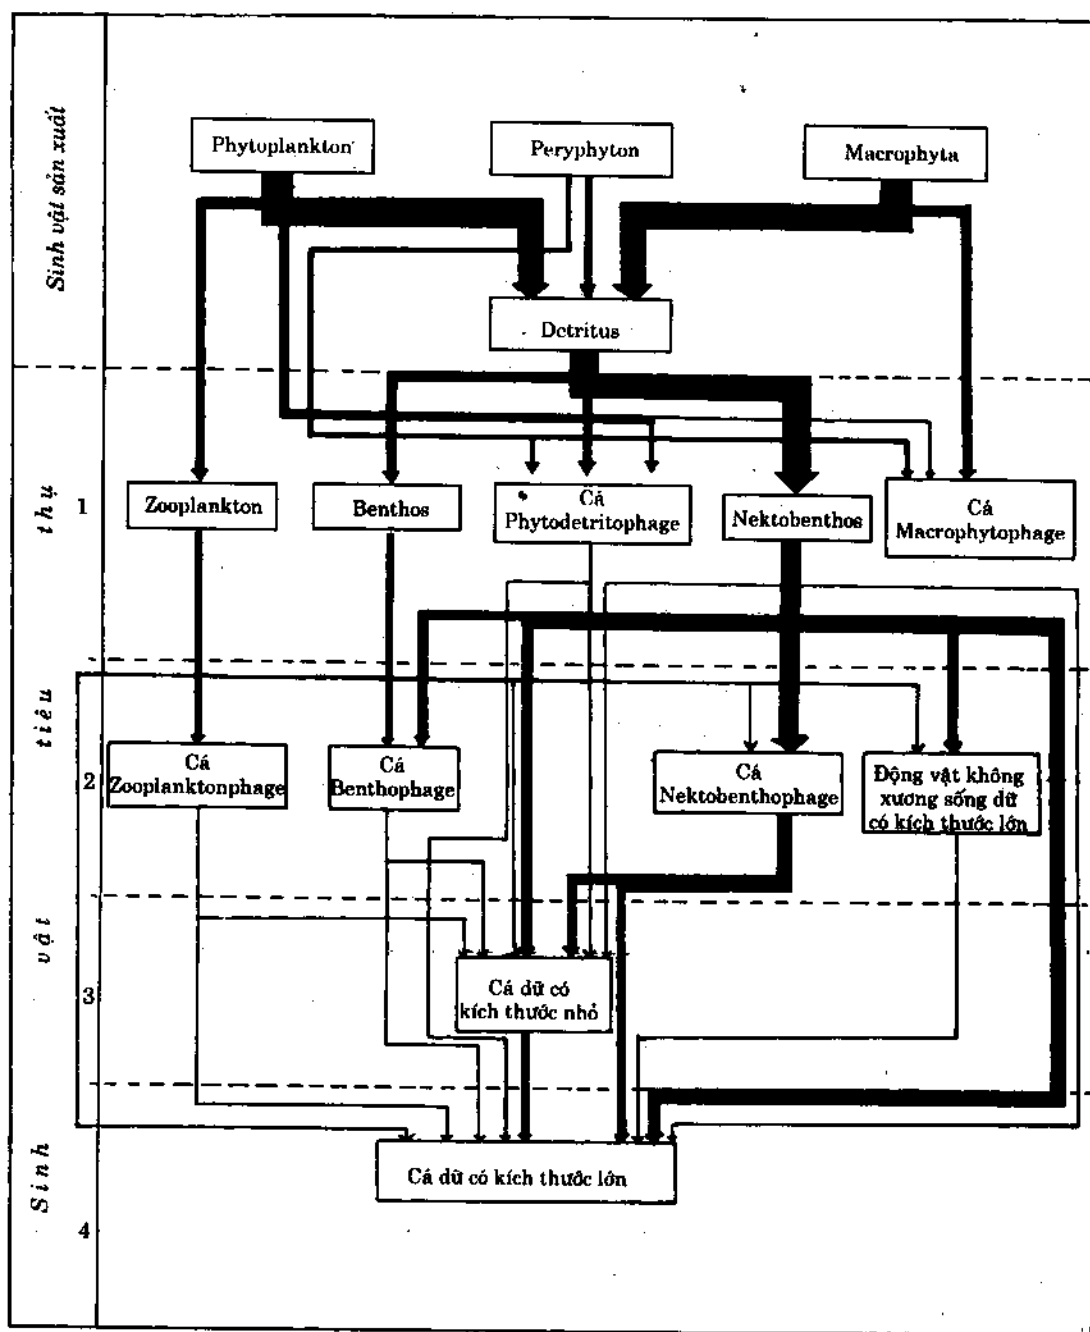 Sinh vật sản xuất
Phytoplankton
Peryphyton
Macrophyta
Detritus
Sinh vật tiêu thụ
1
Zooplankton
Benthos
Cá
Phytodetritophage
Nektobenthos
Cá
Macrophytophage
2
Cá
Zooplanktonphage
Cá
Benthophage
Cá
Nektobenthophage
Động vật không
xương sống dữ
có kích thước lớn
3
Cá dữ có
kích thước nhỏ
Cá dữ có kích thước lớn
4